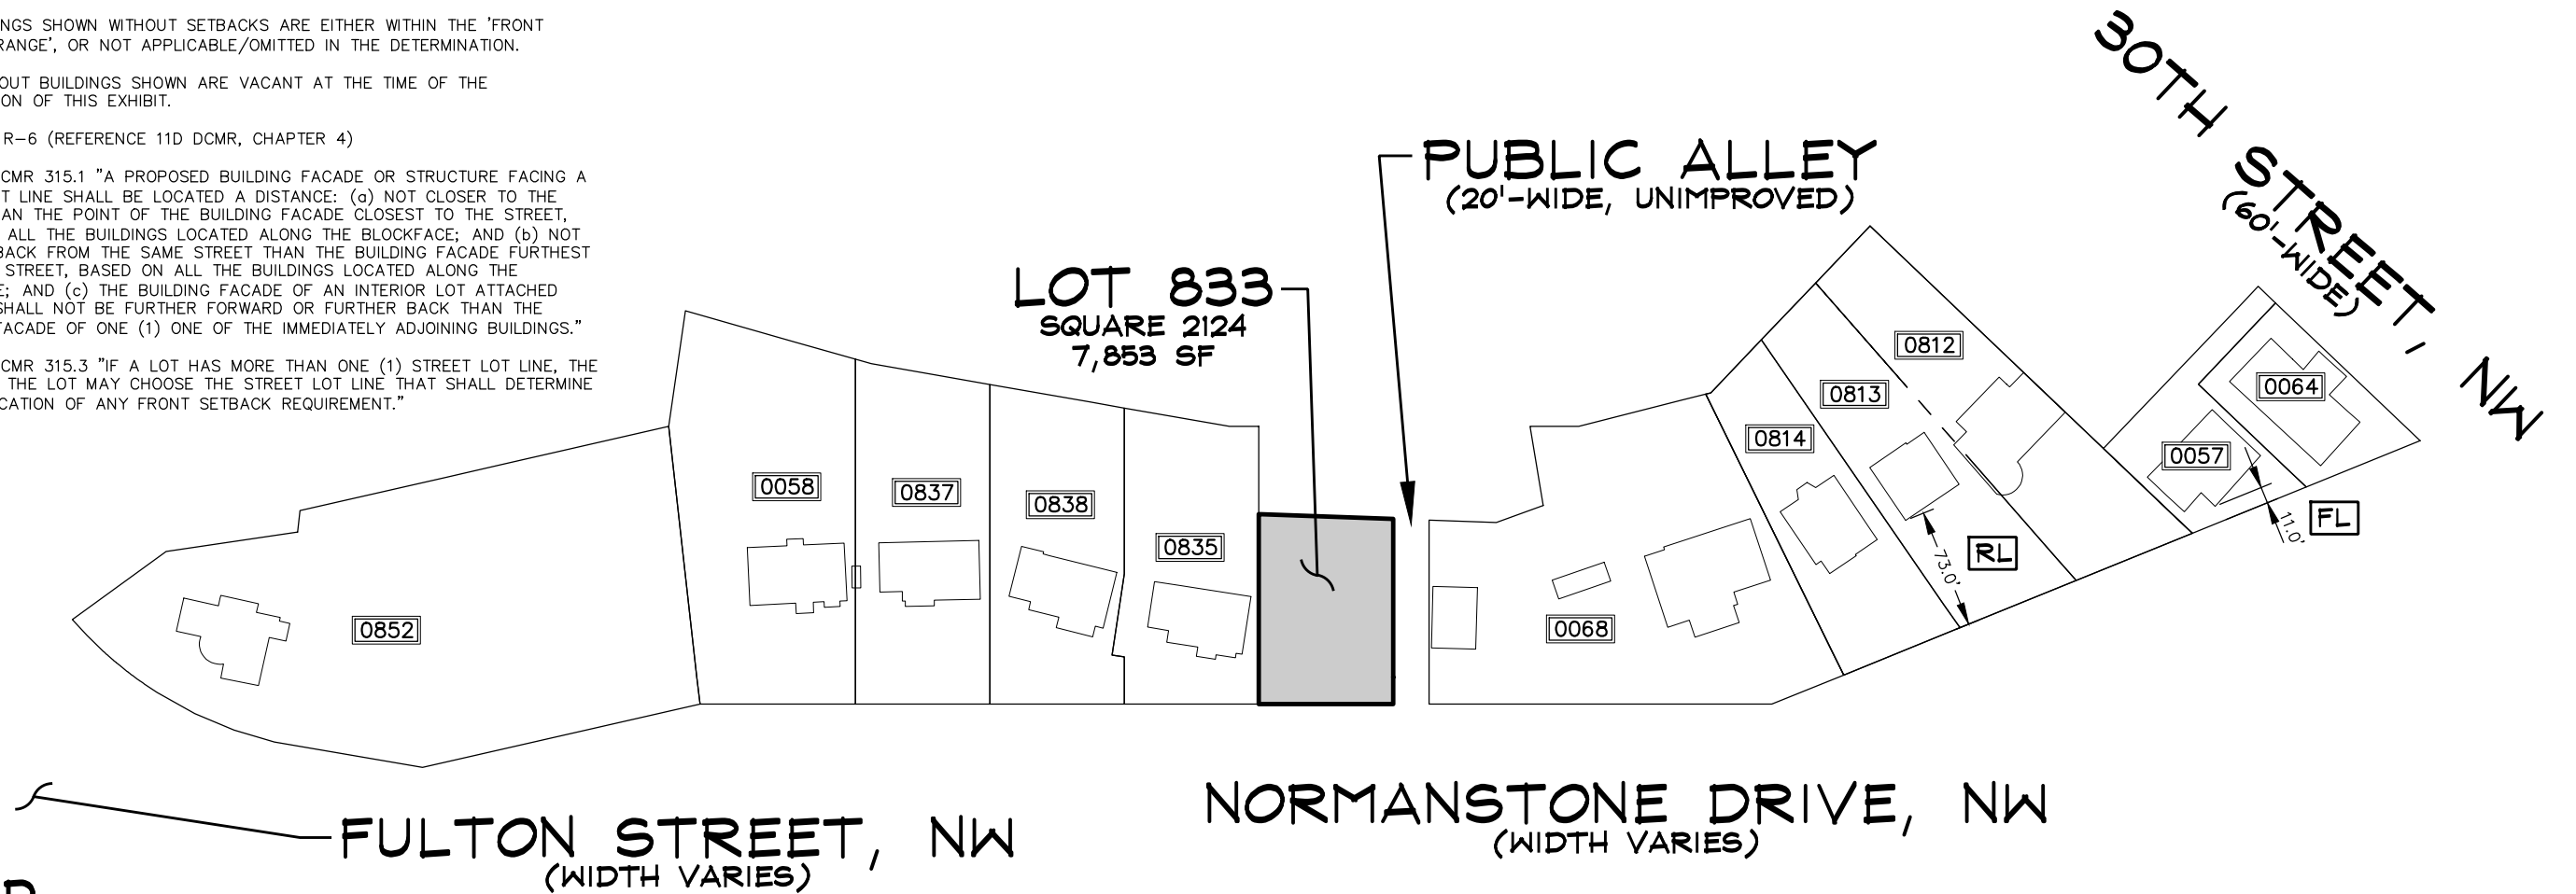 NGS SHOWN WITHOUT SETBACKS ARE EITHER WITHIN THE 'FRONT
RANGE', OR NOT APPLICABLE/OMITTED IN THE DETERMINATION.
OUT BUILDINGS SHOWN ARE VACANT AT THE TIME OF THE
ON OF THIS EXHIBIT.
R-6 (REFERENCE 11D DCMR, CHAPTER 4)
CMR 315.1 "A PROPOSED BUILDING FACADE OR STRUCTURE FACING A
T LINE SHALL BE LOCATED A DISTANCE: (a) NOT CLOSER TO THE
AN THE POINT OF THE BUILDING FACADE CLOSEST TO THE STREET,
ALL THE BUILDINGS LOCATED ALONG THE BLOCKFACE; AND (b) NOT
BACK FROM THE SAME STREET THAN THE BUILDING FACADE FURTHEST
STREET, BASED ON ALL THE BUILDINGS LOCATED ALONG THE
E; AND (c) THE BUILDING FACADE OF AN INTERIOR LOT ATTACHED
SHALL NOT BE FURTHER FORWARD OR FURTHER BACK THAN THE
FACADE OF ONE (1) ONE OF THE IMMEDIATELY ADJOINING BUILDINGS."
CMR 315.3 "IF A LOT HAS MORE THAN ONE (1) STREET LOT LINE, THE
THE LOT MAY CHOOSE THE STREET LOT LINE THAT SHALL DETERMINE
CATION OF ANY FRONT SETBACK REQUIREMENT."
30TH STREET, NW
(60'-WIDE)
PUBLIC ALLEY
(20'-WIDE, UNIMPROVED)
LOT 833
SQUARE 2124
7,853 SF
0812
0813
0814
0064
0057
11.0'
FL
RL
73.0'
0058
0837
0838
0835
0852
0068
NORMANSTONE DRIVE, NW
(WIDTH VARIES)
FULTON STREET, NW
(WIDTH VARIES)